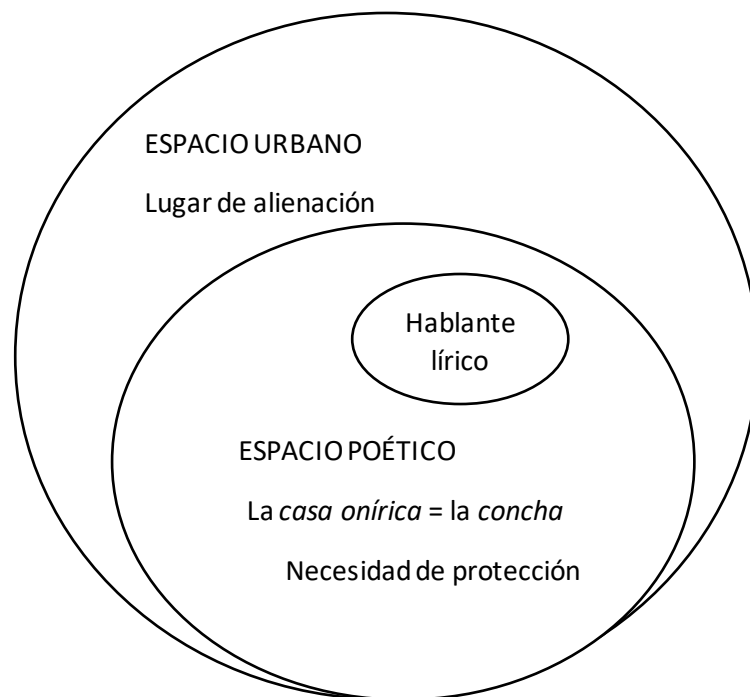 ESPACIO URBANO
Lugar de alienación
Hablante
lírico
ESPACIO POÉTICO
La casa onírica = la concha
Necesidad de protección